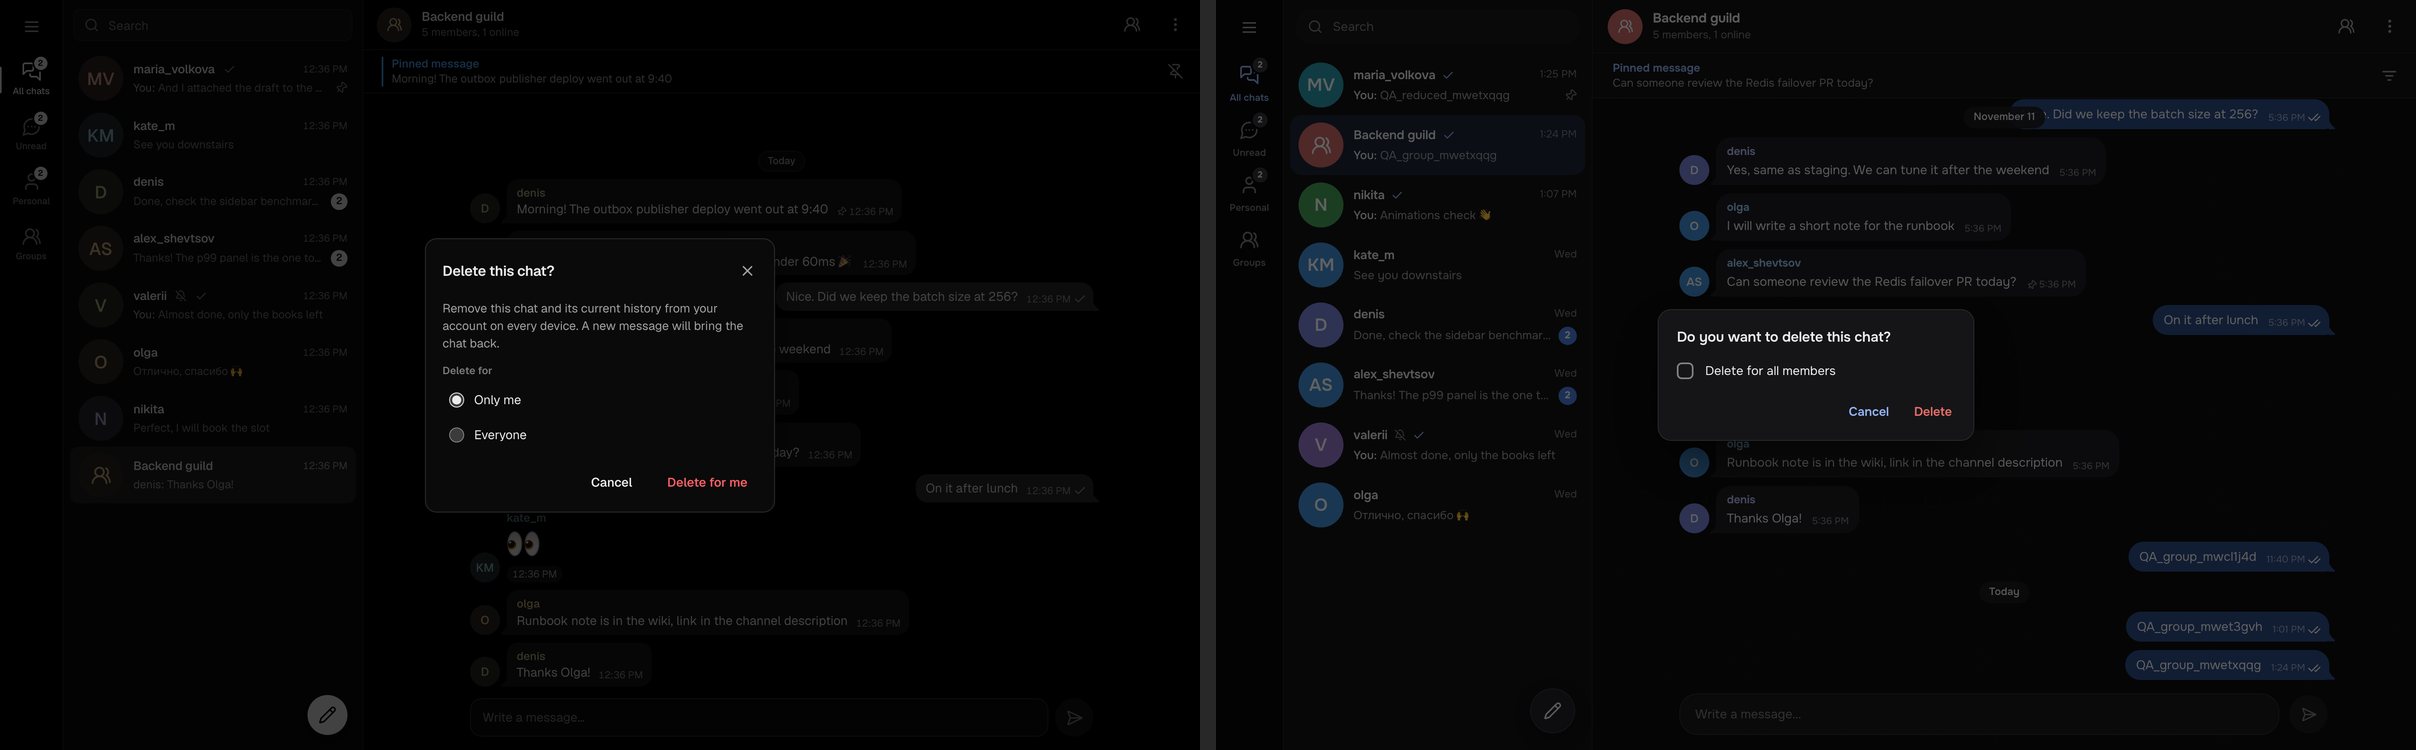 Search
Backend guild
5 members, 1 online
2
All chats
2
Unread
2
Personal
Groups
MV
maria_volkova
12:36 PM
You: And I attached the draft to the ...
KM
kate_m
12:36 PM
See you downstairs
D
denis
12:36 PM
Done, check the sidebar benchmar...
2
AS
alex_shevtsov
12:36 PM
Thanks! The p99 panel is the one to...
2
V
valerii
12:36 PM
You: Almost done, only the books left
O
olga
12:36 PM
Отлично, спасибо 🙌
N
nikita
12:36 PM
Perfect, I will book the slot
Backend guild
12:36 PM
denis: Thanks Olga!
Pinned message
Morning! The outbox publisher deploy went out at 9:40
Today
denis
D
Morning! The outbox publisher deploy went out at 9:40 12:36 PM
nder 60ms 🎉 12:36 PM
Nice. Did we keep the batch size at 256? 12:36 PM
weekend 12:36 PM
PM
day? 12:36 PM
On it after lunch 12:36 PM
Delete this chat?
Remove this chat and its current history from your
account on every device. A new message will bring the
chat back.
Delete for
Only me
Everyone
Cancel
Delete for me
kate_m
👀
KM
12:36 PM
olga
O
Runbook note is in the wiki, link in the channel description 12:36 PM
denis
D
Thanks Olga! 12:36 PM
Write a message...
Search
Backend guild
5 members, 1 online
2
All chats
2
Unread
2
Personal
Groups
MV
maria_volkova
1:25 PM
You: QA_reduced_mwetxqqg
Backend guild
1:24 PM
You: QA_group_mwetxqqg
N
nikita
1:07 PM
You: Animations check 👋
KM
kate_m
Wed
See you downstairs
D
denis
Wed
Done, check the sidebar benchmar...
2
AS
alex_shevtsov
Wed
Thanks! The p99 panel is the one t...
2
V
valerii
Wed
You: Almost done, only the books left
O
olga
Wed
Отлично, спасибо 🙌
Pinned message
Can someone review the Redis failover PR today?
November 11
. Did we keep the batch size at 256? 5:36 PM
denis
D
Yes, same as staging. We can tune it after the weekend 5:36 PM
olga
O
I will write a short note for the runbook 5:36 PM
alex_shevtsov
AS
Can someone review the Redis failover PR today? 5:36 PM
On it after lunch 5:36 PM
Do you want to delete this chat?
Delete for all members
Cancel
Delete
olga
O
Runbook note is in the wiki, link in the channel description 5:36 PM
denis
D
Thanks Olga! 5:36 PM
QA_group_mwcl1j4d 11:40 PM
Today
QA_group_mwet3gvh 1:01 PM
QA_group_mwetxqqg 1:24 PM
Write a message...